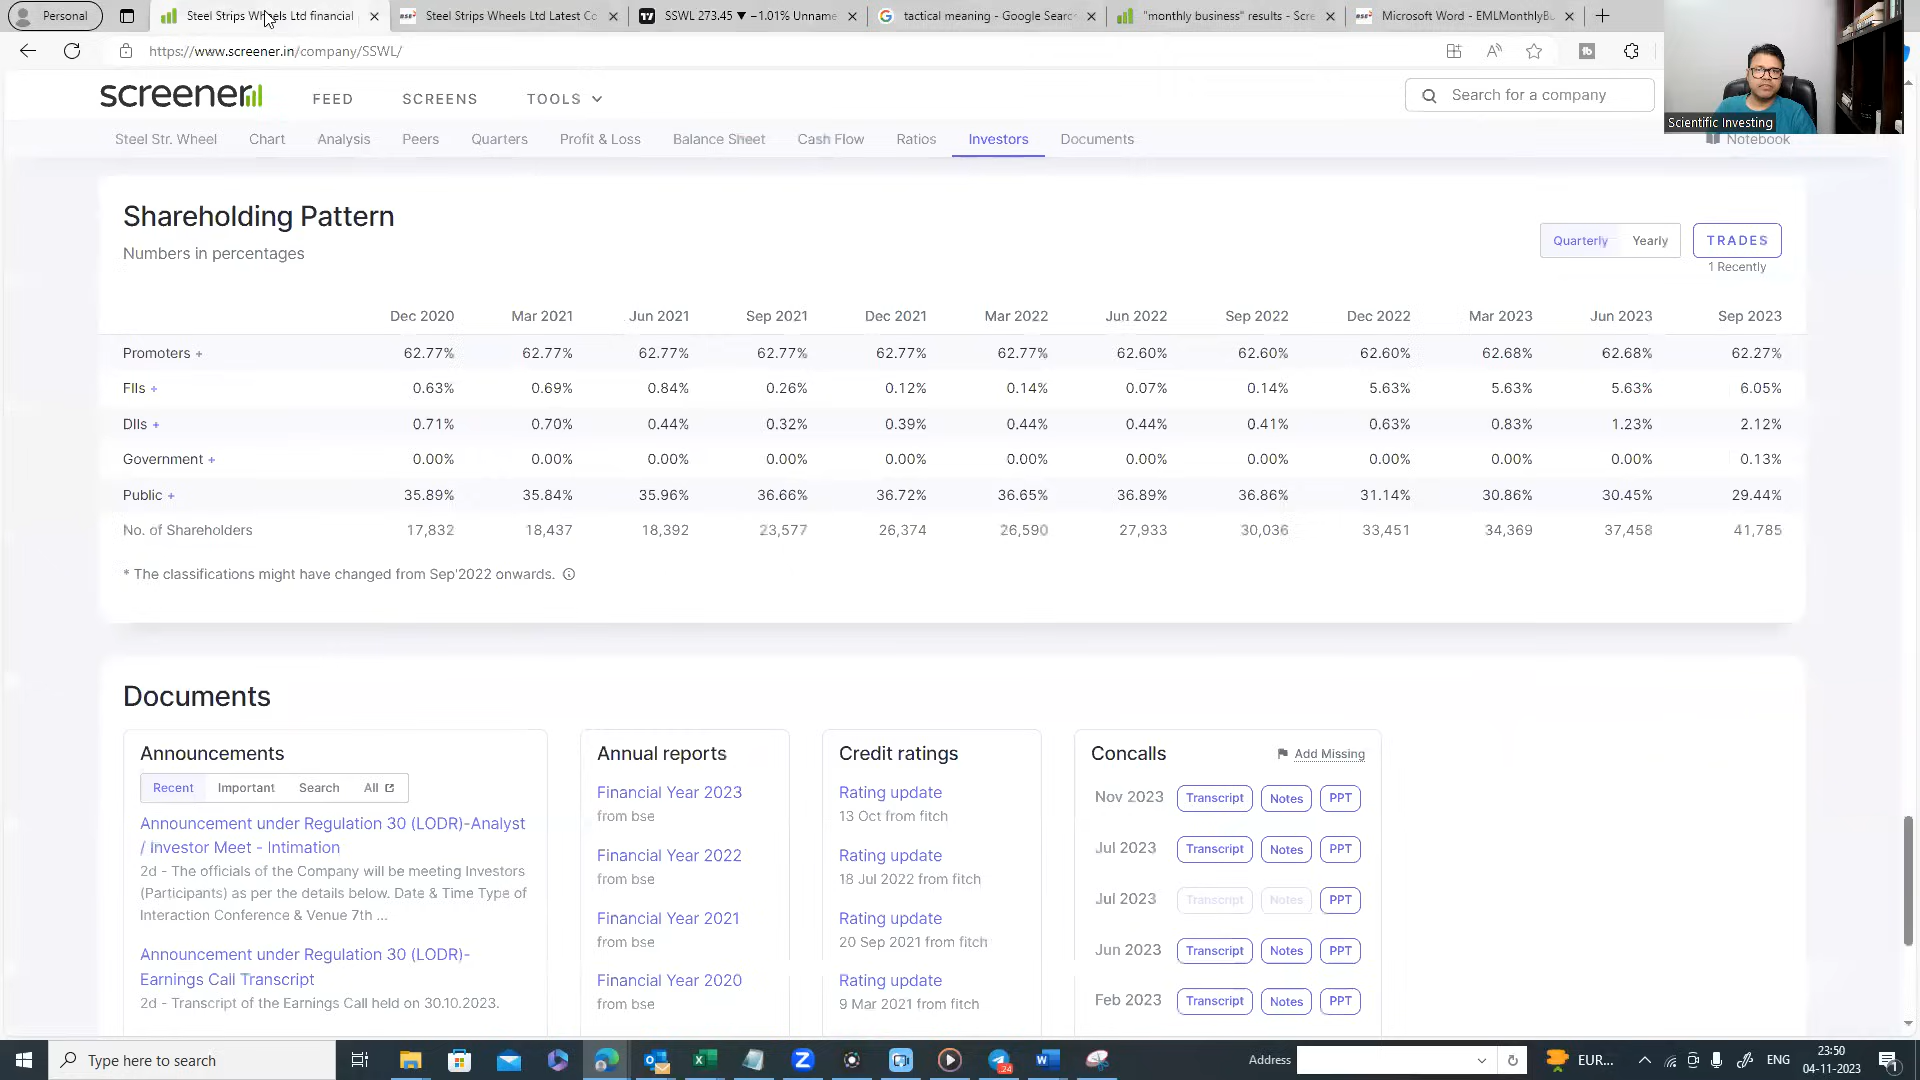 Personal
Steel Strips Wheels Ltd financial
Steel Strips Wheels Ltd Latest Co
SSWL 273.45 ▼ −1.01% Unname
tactical meaning - Google Search
"monthly business" results - Scre
Microsoft Word - EMLMonthlyBu
https://www.screener.in/company/SSWL/
screener
FEED SCREENS TOOLS
Search for a company
Scientific Investing
Steel Str. Wheel Chart Analysis Peers Quarters Profit & Loss Balance Sheet Cash Flow Ratios Investors Documents Notebook
Shareholding Pattern
Numbers in percentages
Quarterly Yearly TRADES
1 Recently
Dec 2020 Mar 2021 Jun 2021 Sep 2021 Dec 2021 Mar 2022 Jun 2022 Sep 2022 Dec 2022 Mar 2023 Jun 2023 Sep 2023
Promoters + 62.77% 62.77% 62.77% 62.77% 62.77% 62.77% 62.60% 62.60% 62.60% 62.68% 62.68% 62.27%
FIIs + 0.63% 0.69% 0.84% 0.26% 0.12% 0.14% 0.07% 0.14% 5.63% 5.63% 5.63% 6.05%
DIIs + 0.71% 0.70% 0.44% 0.32% 0.39% 0.44% 0.44% 0.41% 0.63% 0.83% 1.23% 2.12%
Government + 0.00% 0.00% 0.00% 0.00% 0.00% 0.00% 0.00% 0.00% 0.00% 0.00% 0.00% 0.13%
Public + 35.89% 35.84% 35.96% 36.66% 36.72% 36.65% 36.89% 36.86% 31.14% 30.86% 30.45% 29.44%
No. of Shareholders 17,832 18,437 18,392 23,577 26,374 26,590 27,933 30,036 33,451 34,369 37,458 41,785
* The classifications might have changed from Sep'2022 onwards.
Documents
Announcements
Recent Important Search All
Announcement under Regulation 30 (LODR)-Analyst
/ Investor Meet - Intimation
2d - The officials of the Company will be meeting Investors
(Participants) as per the details below. Date & Time Type of
Interaction Conference & Venue 7th ...
Announcement under Regulation 30 (LODR)-
Earnings Call Transcript
2d - Transcript of the Earnings Call held on 30.10.2023.
Annual reports
Financial Year 2023
from bse
Financial Year 2022
from bse
Financial Year 2021
from bse
Financial Year 2020
from bse
Credit ratings
Rating update
13 Oct from fitch
Rating update
18 Jul 2022 from fitch
Rating update
20 Sep 2021 from fitch
Rating update
9 Mar 2021 from fitch
Concalls Add Missing
Nov 2023 Transcript Notes PPT
Jul 2023 Transcript Notes PPT
Jul 2023 Transcript Notes PPT
Jun 2023 Transcript Notes PPT
Feb 2023 Transcript Notes PPT
Type here to search
Address
EUR...
ENG
23:50
04-11-2023